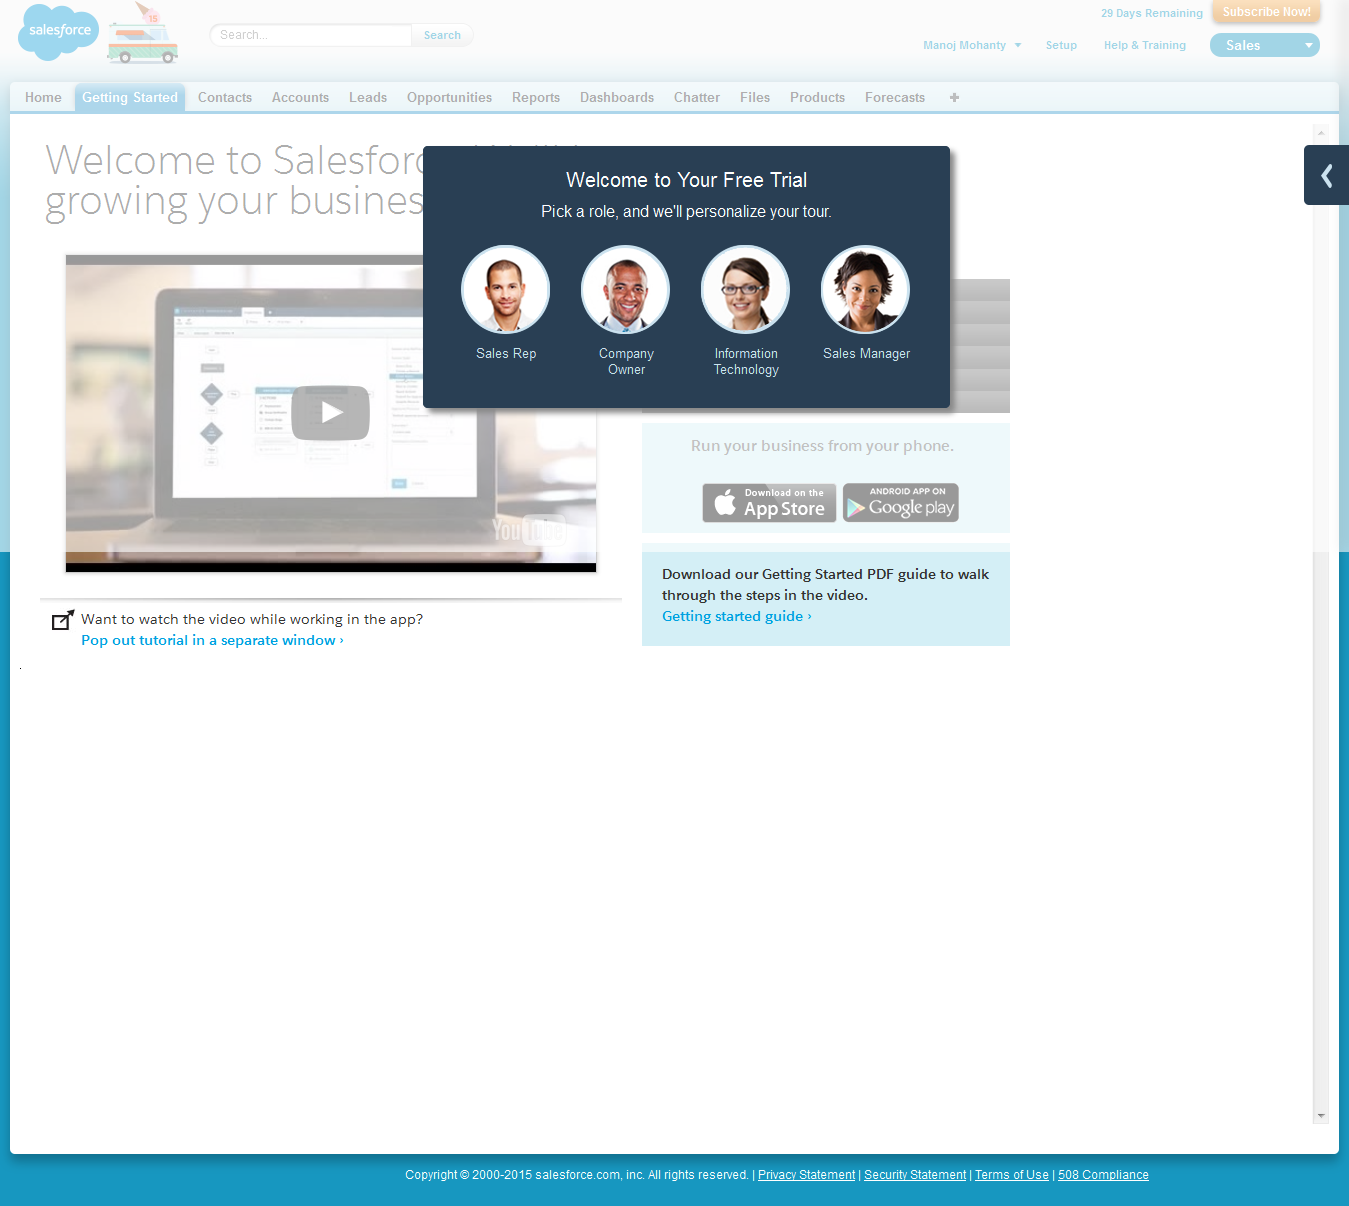 salesforce
15
Search...
Search
29 Days Remaining
Subscribe Now!
Manoj Mohanty
Setup
Help & Training
Sales
Home
Getting Started
Contacts
Accounts
Leads
Opportunities
Reports
Dashboards
Chatter
Files
Products
Forecasts
Welcome to Salesforc
growing your busines
Welcome to Your Free Trial
Pick a role, and we'll personalize your tour.
Sales Rep
Company
Owner
Information
Technology
Sales Manager
YouTube
Run your business from your phone.
Download on the
App Store
ANDROID APP ON
Google play
Download our Getting Started PDF guide to walk
through the steps in the video.
Getting started guide ›
Want to watch the video while working in the app?
Pop out tutorial in a separate window ›
.
Copyright © 2000-2015 salesforce.com, inc. All rights reserved. | Privacy Statement | Security Statement | Terms of Use | 508 Compliance